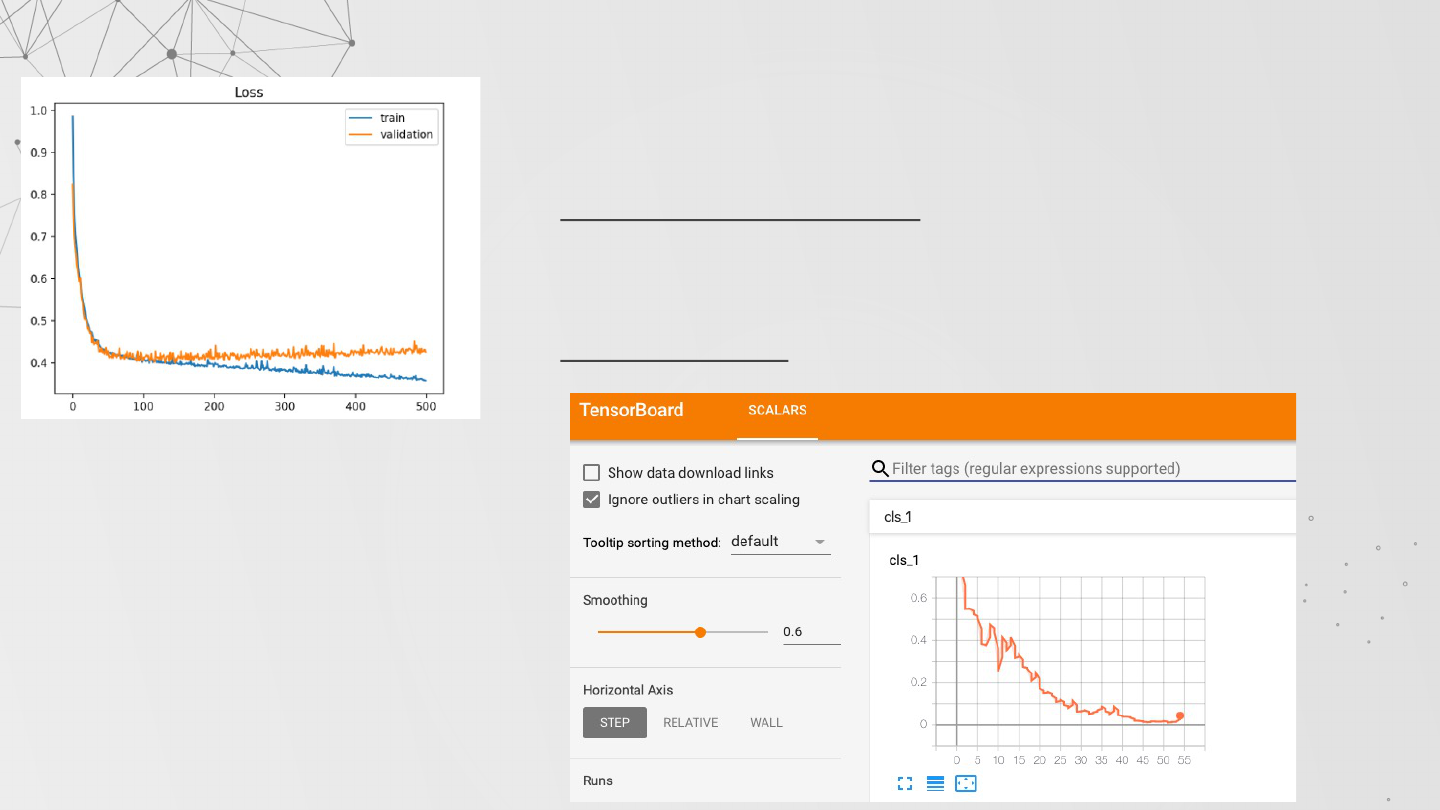 Loss
train
validation
1.0
0.9
0.8
0.7
0.6
0.5
0.4
0 100 200 300 400 500
TensorBoard SCALARS
Show data download links
Ignore outliers in chart scaling
Tooltip sorting method: default
Smoothing
0.6
Horizontal Axis
STEP RELATIVE WALL
Runs
Filter tags (regular expressions supported)
cls_1
cls_1
0.6
0.4
0.2
0
0 5 10 15 20 25 30 35 40 45 50 55